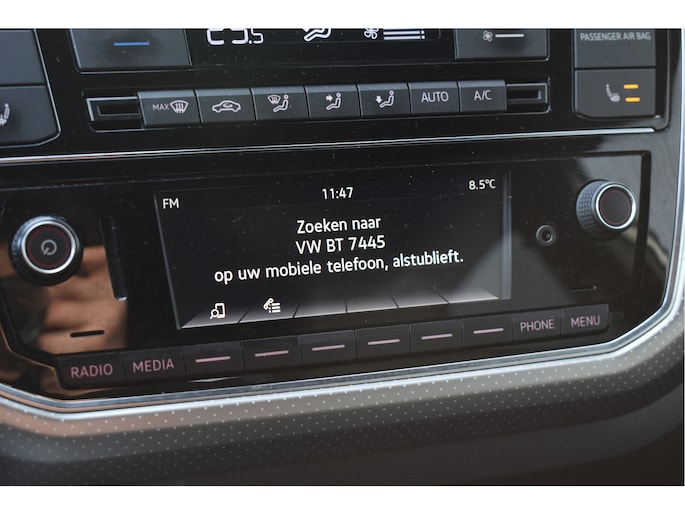 PASSENGER AIR BAG
MAX
AUTO
A/C
FM
11:47
8.5°C
Zoeken naar
VW BT 7445
op uw mobiele telefoon, alstublieft.
RADIO
MEDIA
PHONE
MENU